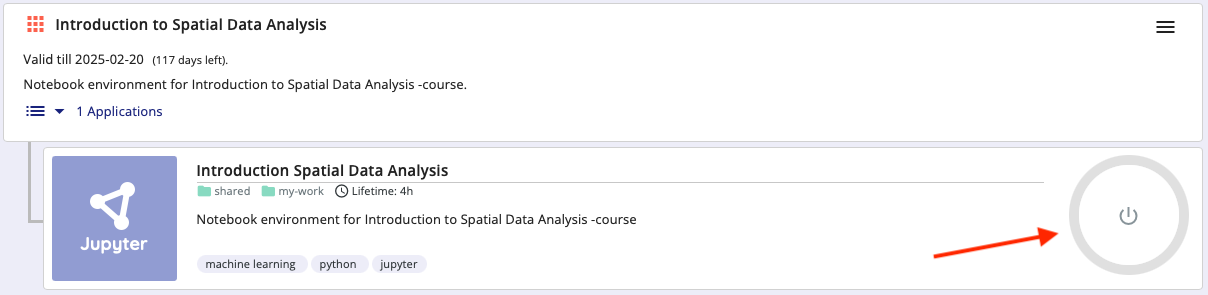 Introduction to Spatial Data Analysis
Valid till 2025-02-20 (117 days left).
Notebook environment for Introduction to Spatial Data Analysis -course.
1 Applications
Jupyter
Introduction Spatial Data Analysis
shared my-work Lifetime: 4h
Notebook environment for Introduction to Spatial Data Analysis -course
machine learning python jupyter